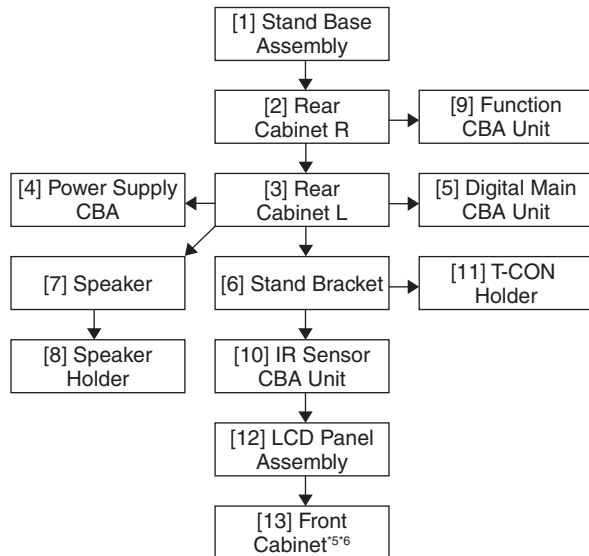 [1] Stand Base
Assembly
[2] Rear
Cabinet R
[9] Function
CBA Unit
[4] Power Supply
CBA
[3] Rear
Cabinet L
[5] Digital Main
CBA Unit
[7] Speaker
[6] Stand Bracket
[11] T-CON
Holder
[8] Speaker
Holder
[10] IR Sensor
CBA Unit
[12] LCD Panel
Assembly
[13] Front
Cabinet*5*6